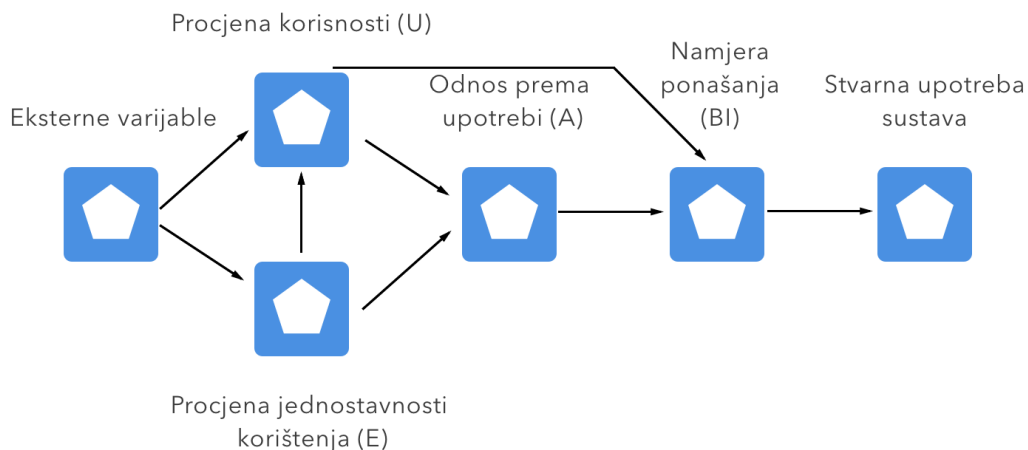 Procjena korisnosti (U)
Namjera
ponašanja
(BI)
Odnos prema
upotrebi (A)
Stvarna upotreba
sustava
Eksterne varijable
Procjena jednostavnosti
korištenja (E)